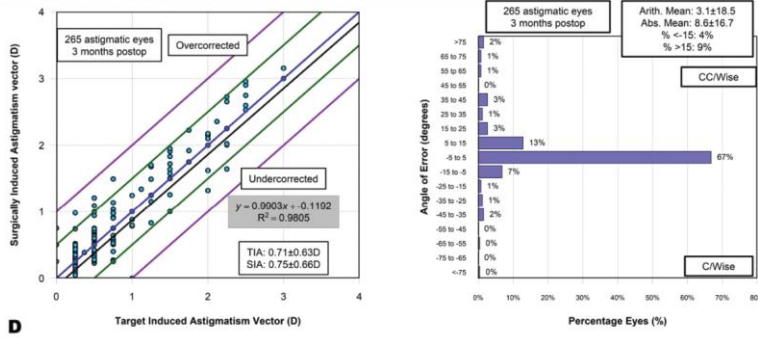 265 astigmatic eyes
3 months postop
Overcorrected
Undercorrected
y = 0.9903x + -0.1192
R² = 0.9805
TIA: 0.71±0.63D
SIA: 0.75±0.66D
Surgically Induced Astigmatism vector (D)
4
3
2
1
0
0
1
2
3
4
Target Induced Astigmatism Vector (D)
D
265 astigmatic eyes
3 months postop
Arith. Mean: 3.1±18.5
Abs. Mean: 8.6±16.7
% <-15: 4%
% >15: 9%
CC/Wise
C/Wise
Angle of Error (degrees)
>75 2%
65 to 75 1%
55 tp 65 1%
45 to 55 0%
35 to 45 3%
25 to 35 1%
15 to 25 3%
5 to 15 13%
-5 to 5 67%
-15 to -5 7%
-25 to -15 1%
-35 to -25 1%
-45 to -35 2%
-55 to -45 0%
-65 to -55 0%
-75 to -65 0%
<-75 0%
0% 10% 20% 30% 40% 50% 60% 70% 80%
Percentage Eyes (%)